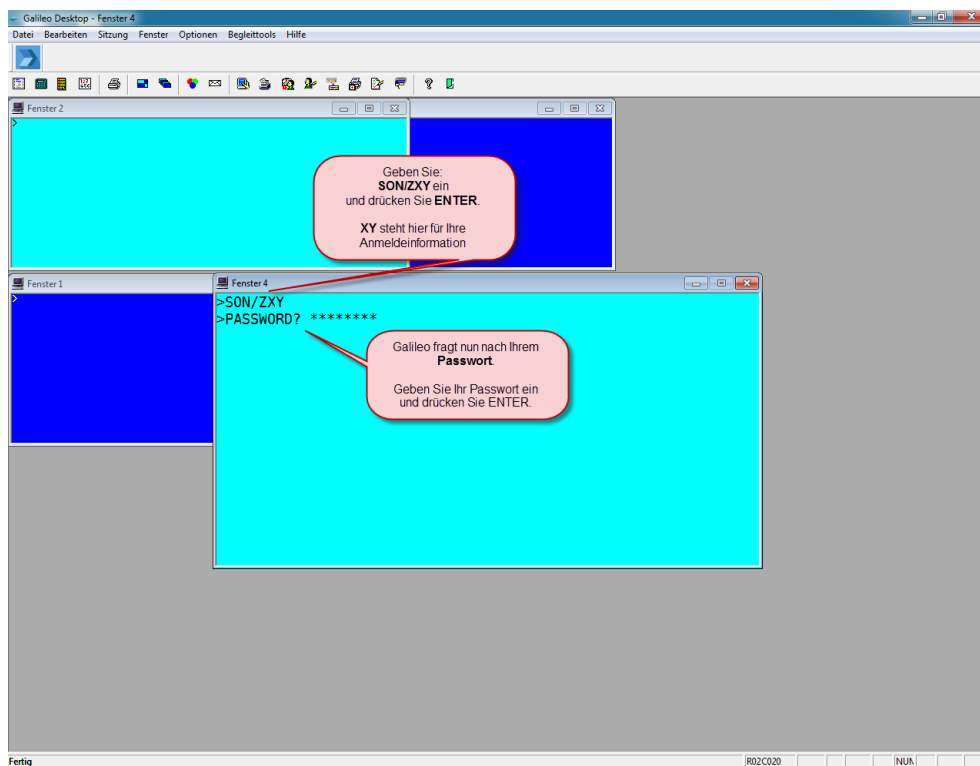 Galileo Desktop - Fenster 4
Datei Bearbeiten Sitzung Fenster Optionen Begleittools Hilfe
Fenster 2
>
Geben Sie:
SON/ZXY ein
und drücken Sie ENTER.
XY steht hier für Ihre
Anmeldeinformation
Fenster 1
>
Fenster 4
>SON/ZXY
>PASSWORD? ********
Galileo fragt nun nach Ihrem
Passwort.
Geben Sie Ihr Passwort ein
und drücken Sie ENTER.
Fertig
R02C020
NUM